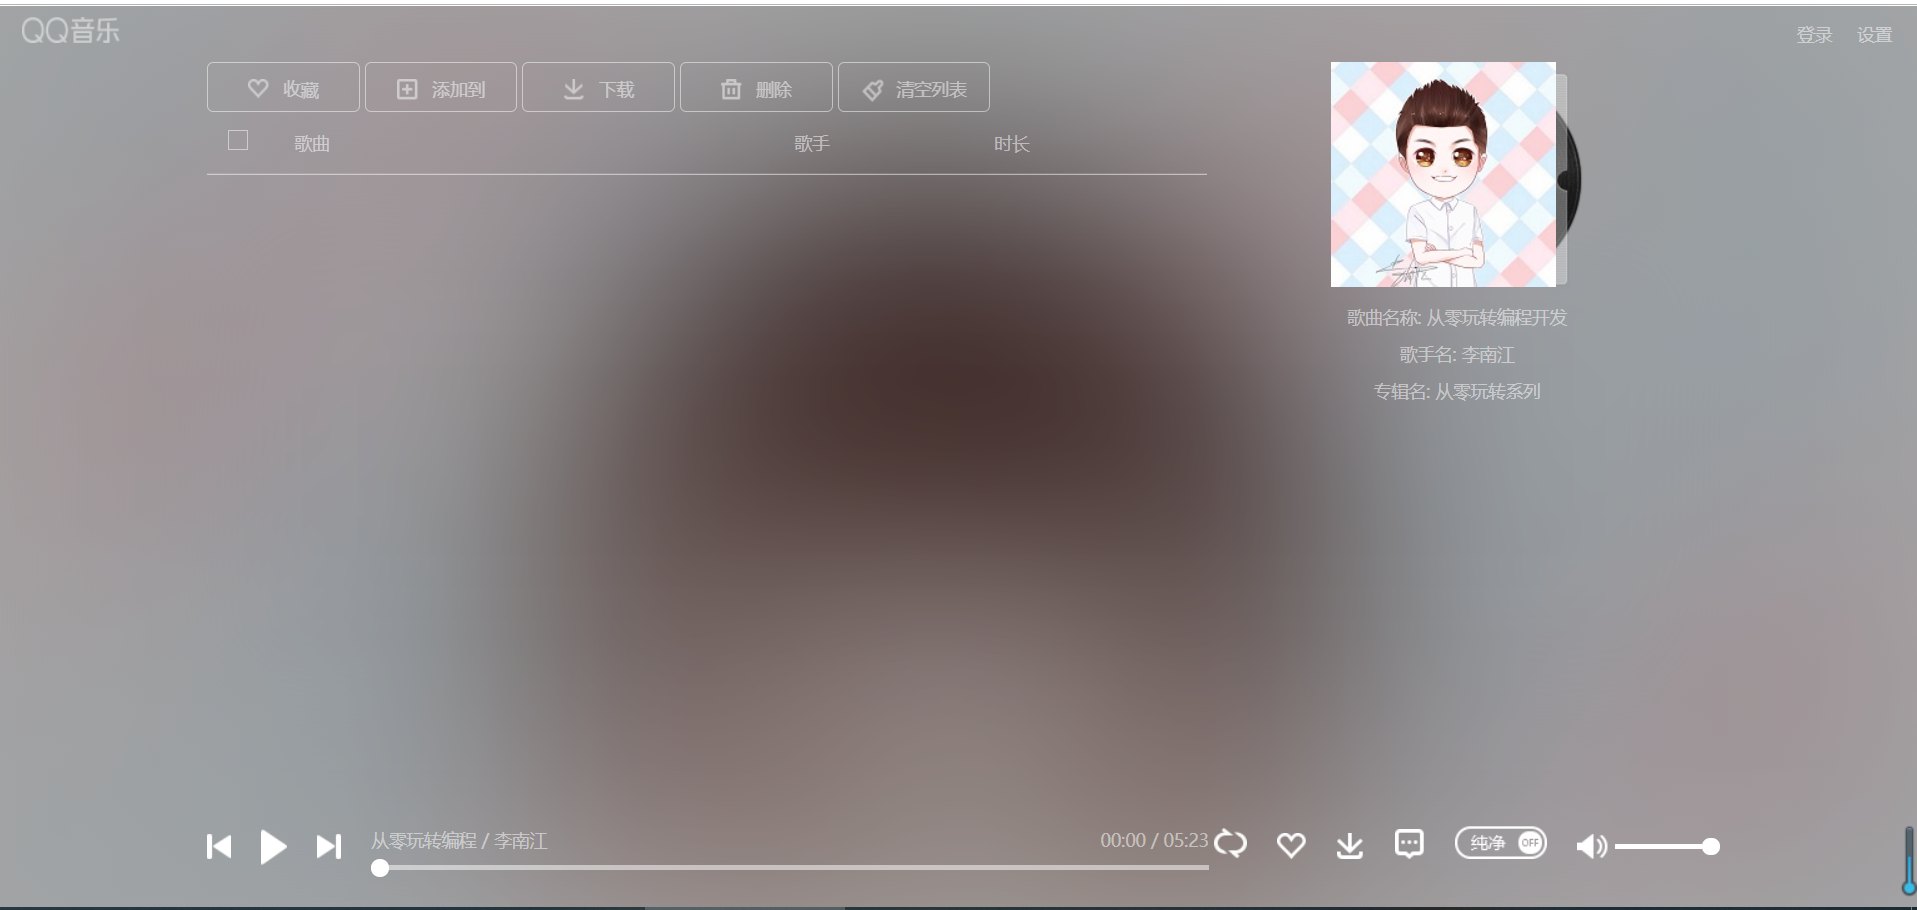 QQ音乐
登录 设置
收藏 添加到 下载 删除 清空列表
歌曲 歌手 时长
歌曲名称: 从零玩转编程开发
歌手名: 李南江
专辑名: 从零玩转系列
从零玩转编程 / 李南江
00:00 / 05:23
纯净 OFF